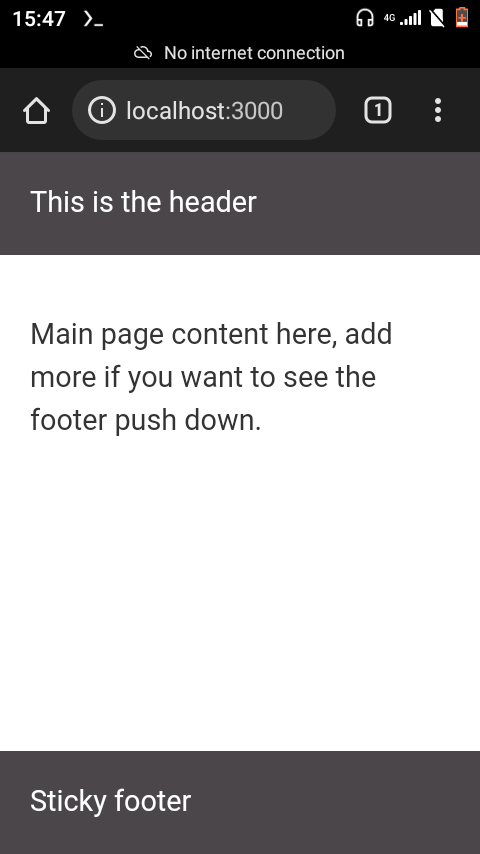 15:47
4G
No internet connection
localhost:3000
1
This is the header
Main page content here, add
more if you want to see the
footer push down.
Sticky footer